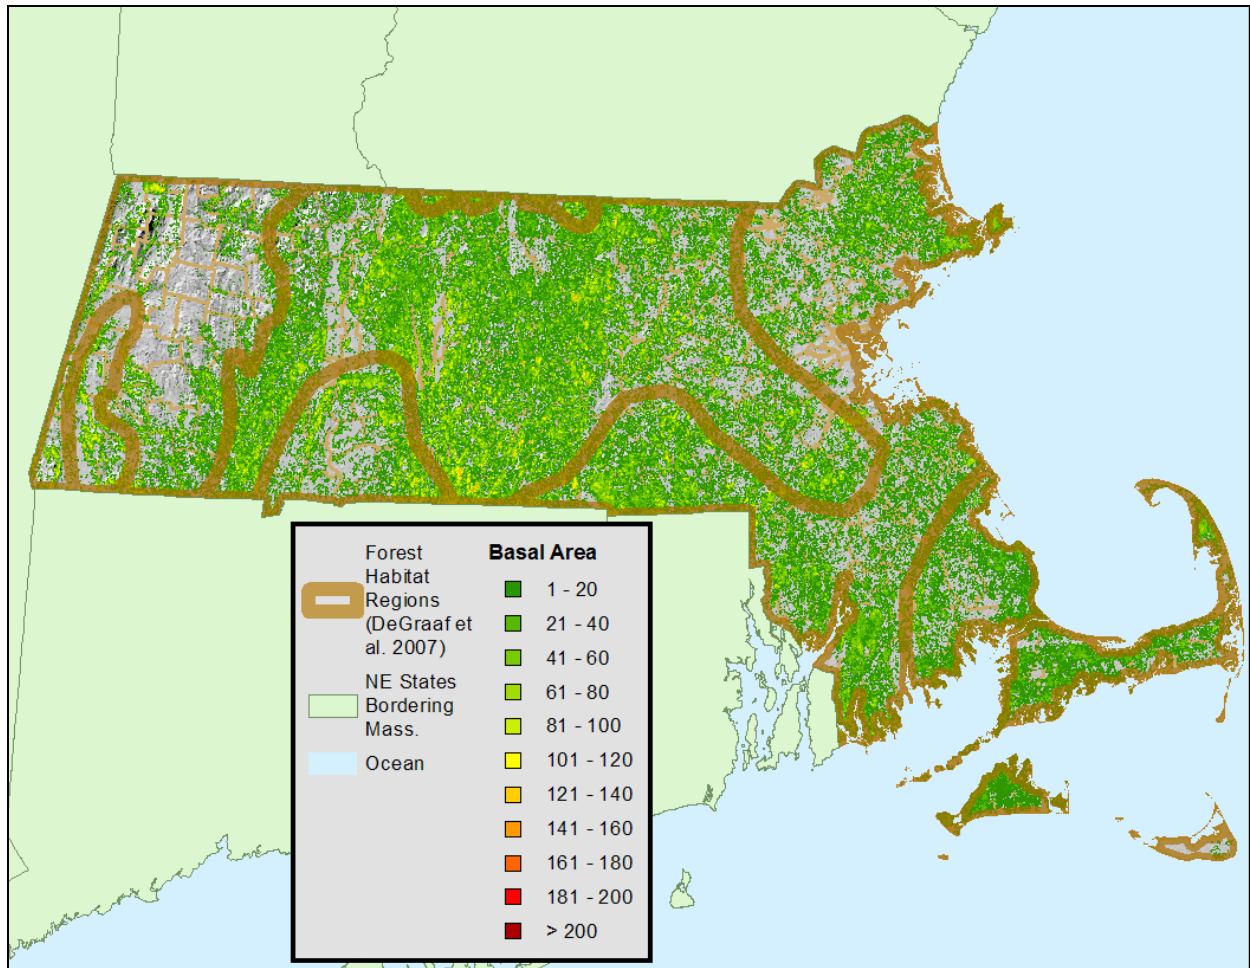 Forest
Habitat
Regions
(DeGraaf et
al. 2007)
NE States
Bordering
Mass.
Ocean
Basal Area
1 - 20
21 - 40
41 - 60
61 - 80
81 - 100
101 - 120
121 - 140
141 - 160
161 - 180
181 - 200
> 200